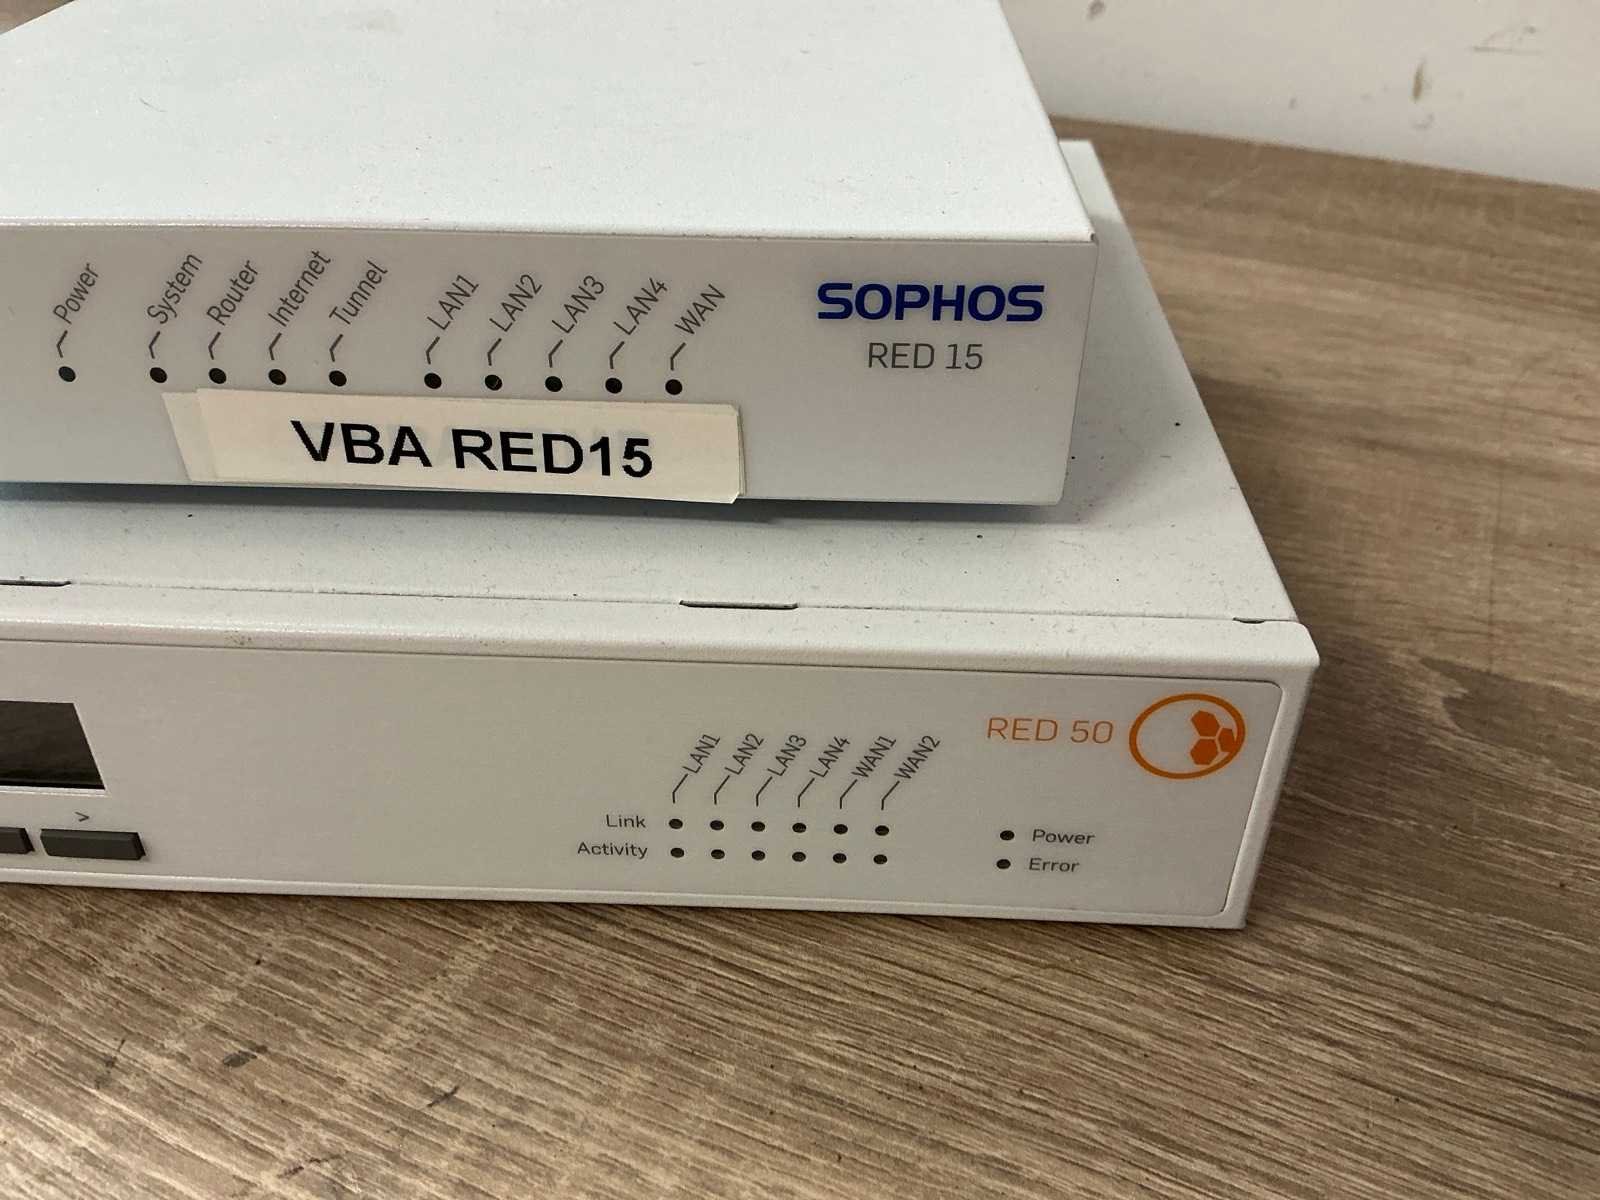 Power System Router Internet Tunnel LAN1 LAN2 LAN3 LAN4 WAN
SOPHOS
RED 15
VBA RED15
RED 50
LAN1 LAN2 LAN3 LAN4 WAN1 WAN2
>
Link
Activity
Power
Error